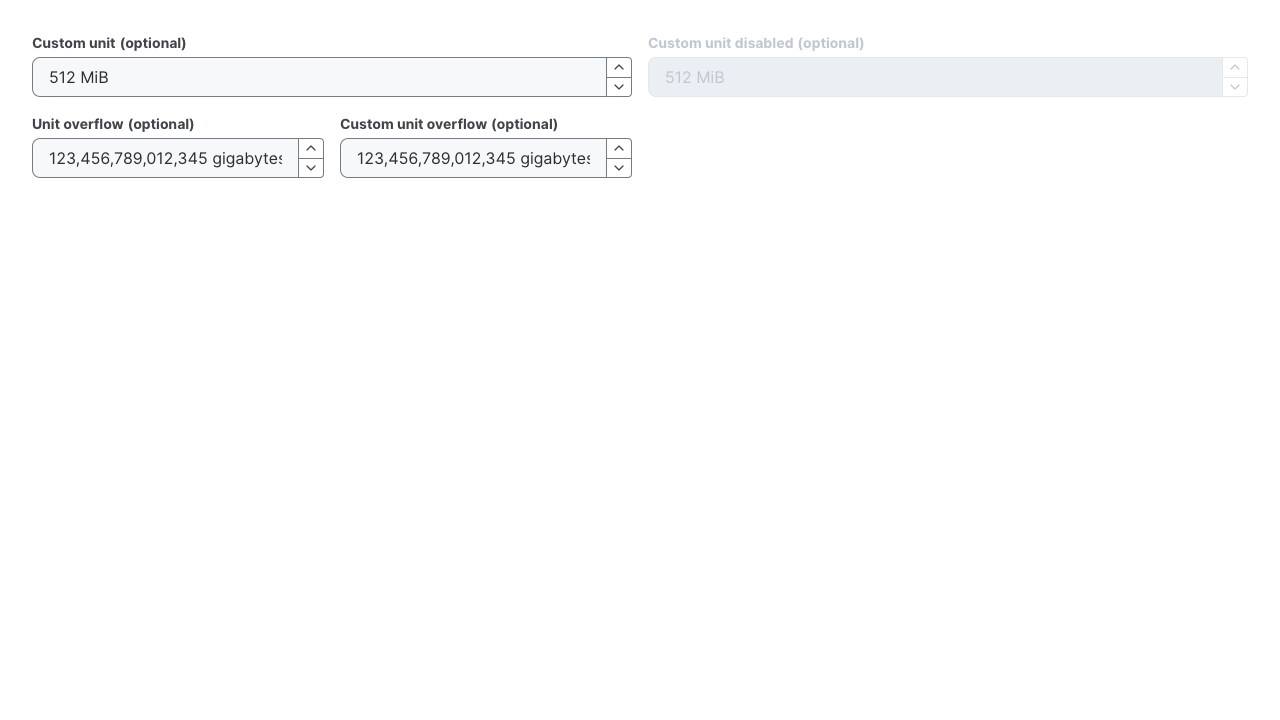 Custom unit (optional)
Custom unit disabled (optional)
512 MiB
512 MiB
Unit overflow (optional)
Custom unit overflow (optional)
123,456,789,012,345 gigabytes
123,456,789,012,345 gigabytes